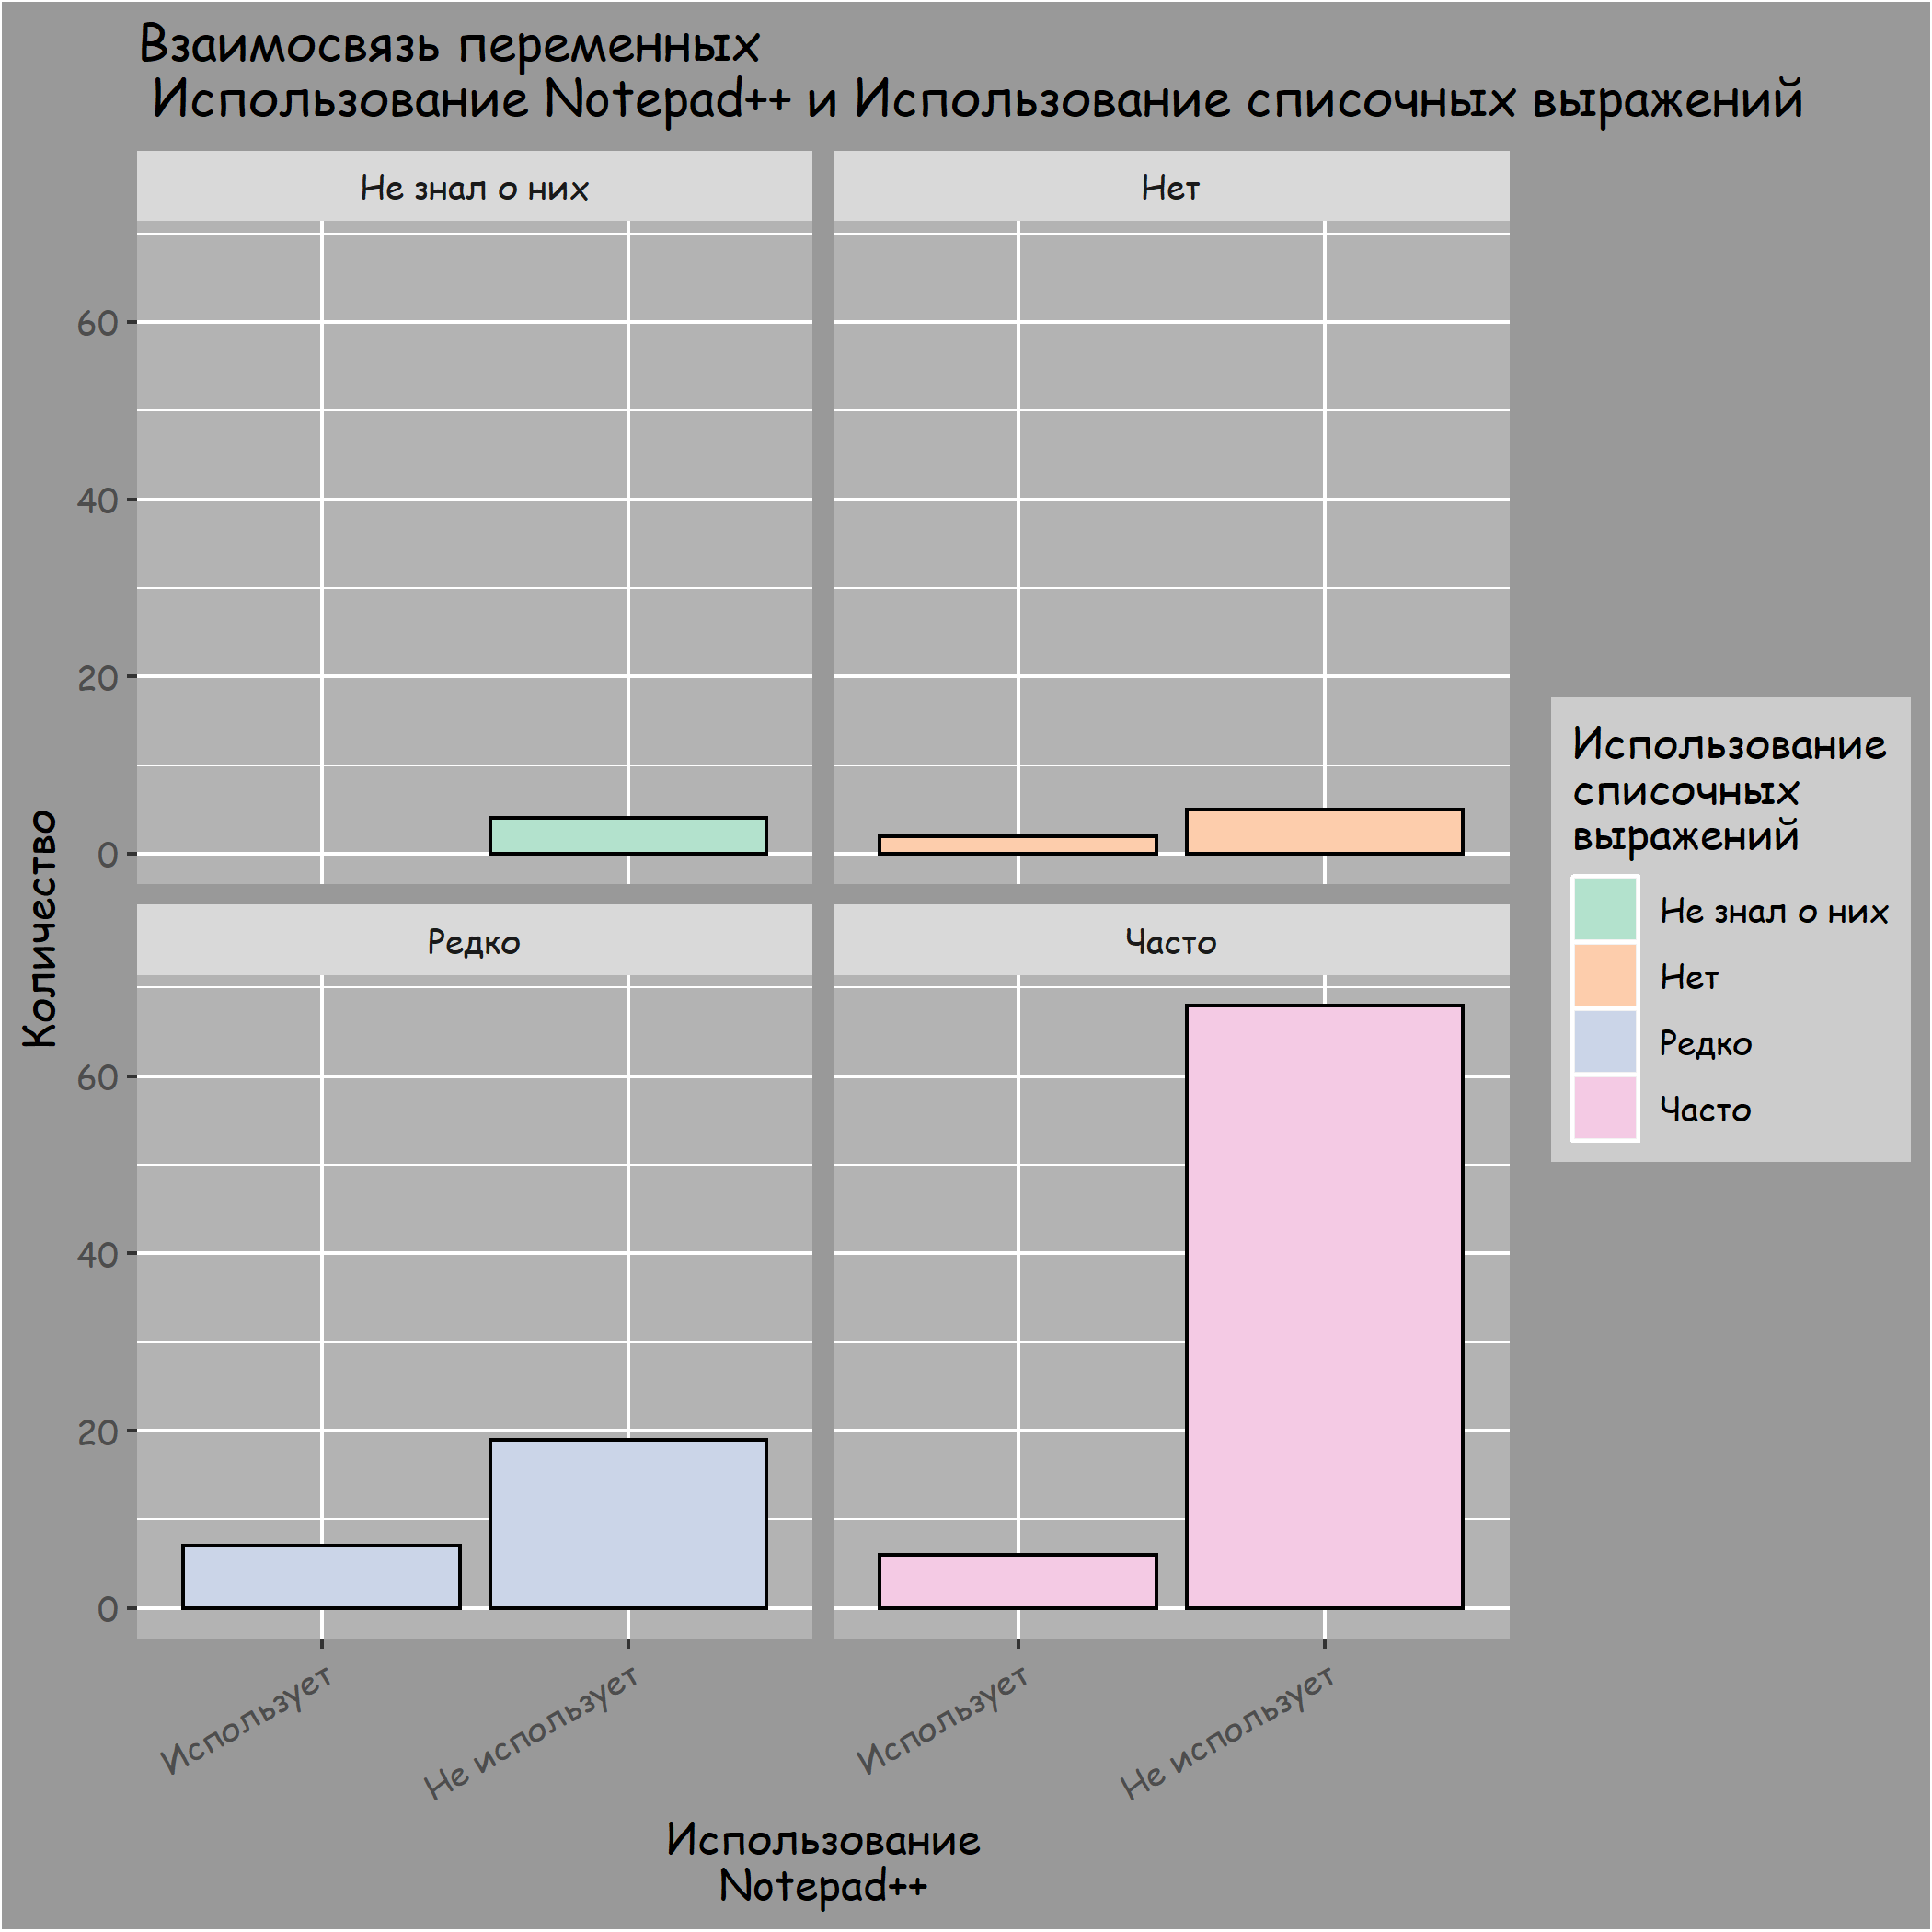 Взаимосвязь переменных
Использование Notepad++ и Использование списочных выражений
Не знал о них
Нет
60
40
20
0
Редко
Часто
60
40
20
0
Количество
Использует
Не использует
Использует
Не использует
Использование
Notepad++
Использование
списочных
выражений
Не знал о них
Нет
Редко
Часто